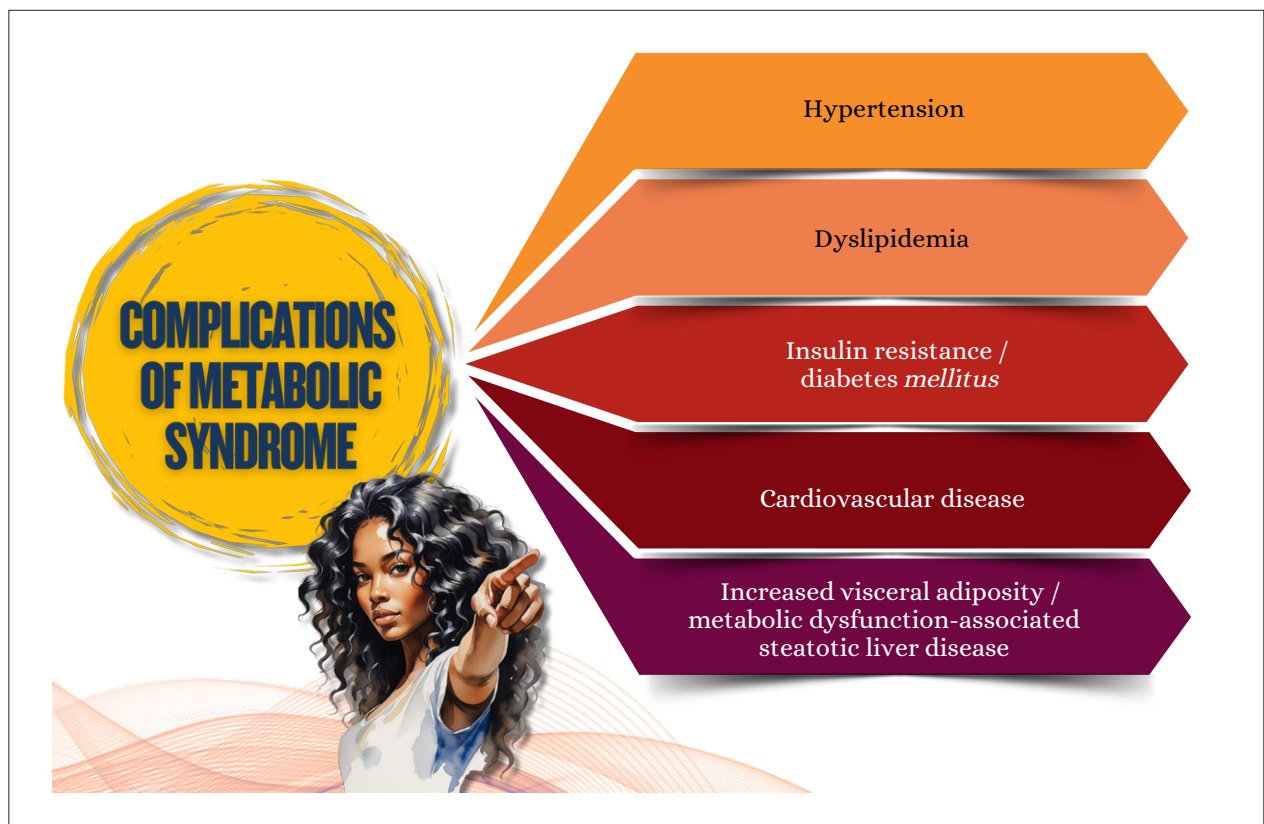 COMPLICATIONS
OF METABOLIC
SYNDROME
Hypertension
Dyslipidemia
Insulin resistance /
diabetes mellitus
Cardiovascular disease
Increased visceral adiposity /
metabolic dysfunction-associated
steatotic liver disease